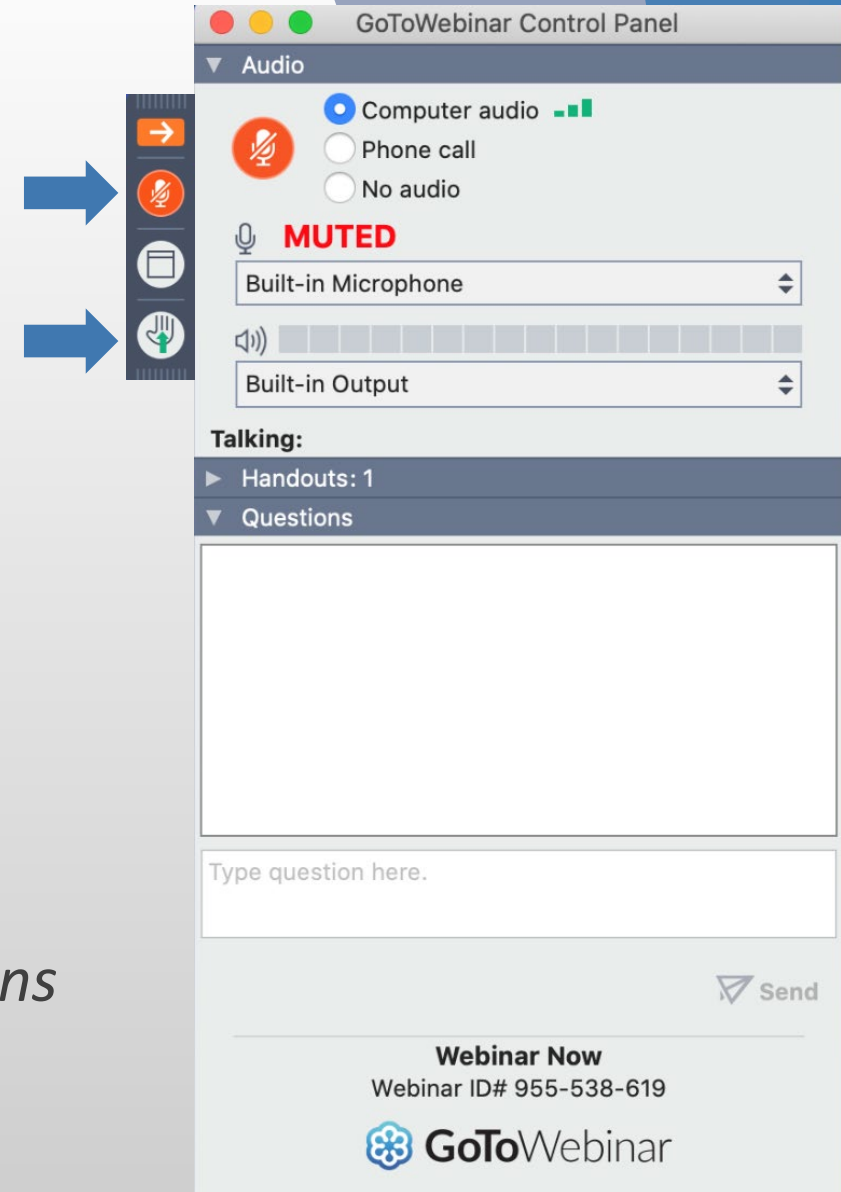 GoToWebinar Control Panel
Audio
Computer audio
Phone call
No audio
MUTED
Built-in Microphone
Built-in Output
Talking:
Handouts: 1
Questions
Type question here.
ns
Send
Webinar Now
Webinar ID# 955-538-619
GoToWebinar